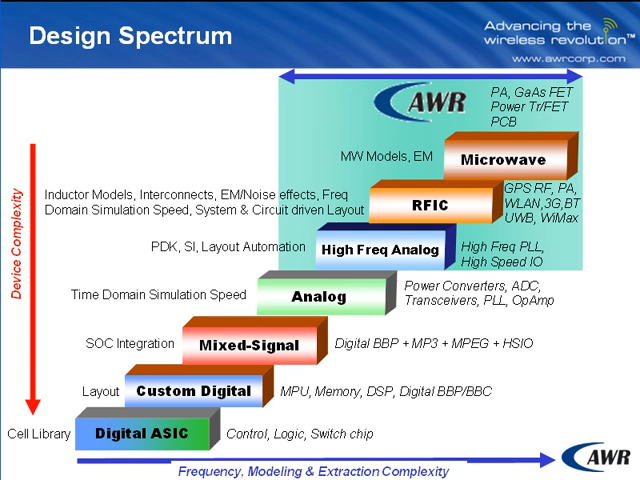 Design Spectrum
Advancing the
wireless revolution™
www.awrcorp.com
AWR
PA, GaAs FET
Power Tr/FET
PCB
MW Models, EM
Microwave
Inductor Models, Interconnects, EM/Noise effects, Freq
Domain Simulation Speed, System & Circuit driven Layout
RFIC
GPS RF, PA,
WLAN,3G,BT
UWB, WiMax
PDK, SI, Layout Automation
High Freq Analog
High Freq PLL,
High Speed IO
Time Domain Simulation Speed
Analog
Power Converters, ADC,
Transceivers, PLL, OpAmp
SOC Integration
Mixed-Signal
Digital BBP + MP3 + MPEG + HSIO
Layout
Custom Digital
MPU, Memory, DSP, Digital BBP/BBC
Cell Library
Digital ASIC
Control, Logic, Switch chip
Device Complexity
Frequency, Modeling & Extraction Complexity
AWR